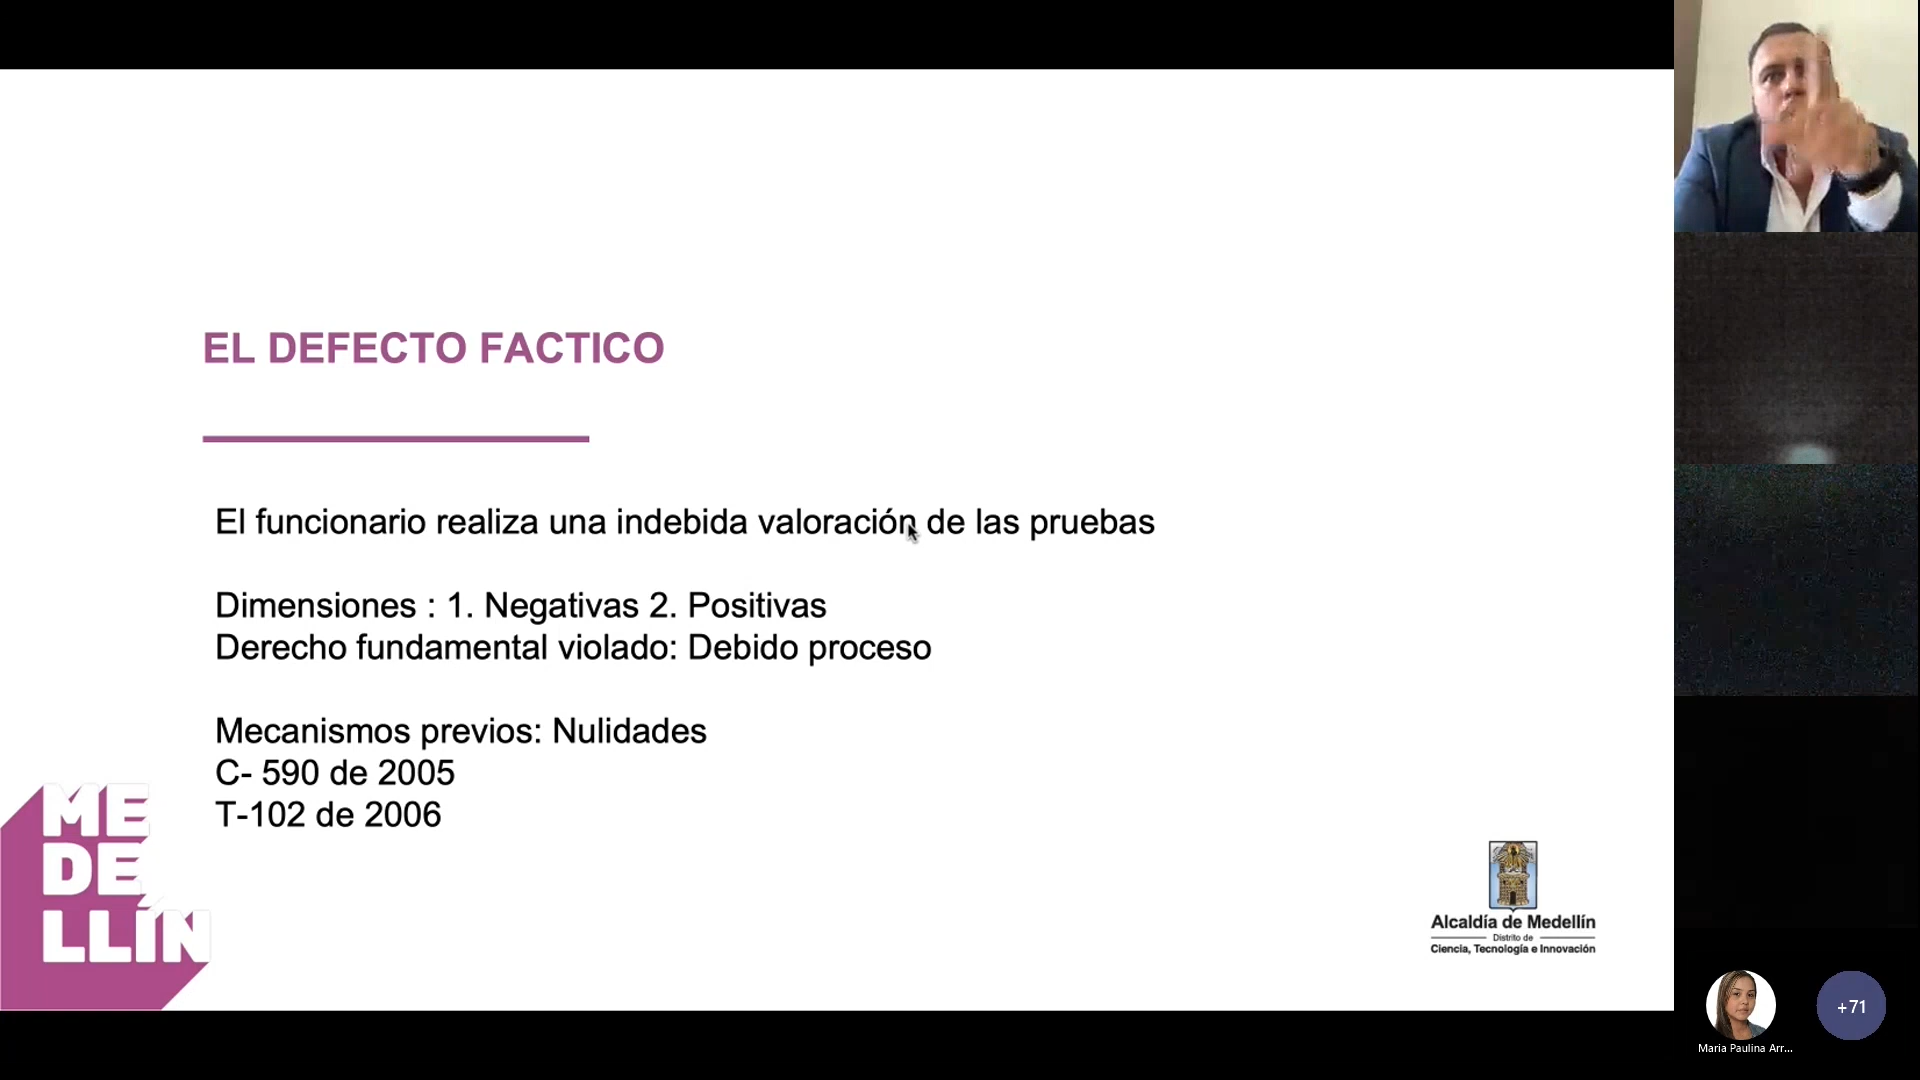 EL DEFECTO FACTICO
El funcionario realiza una indebida valoración de las pruebas
Dimensiones : 1. Negativas 2. Positivas
Derecho fundamental violado: Debido proceso
Mecanismos previos: Nulidades
C- 590 de 2005
T-102 de 2006
ME
DE
LLÍN
Alcaldía de Medellín
Distrito de
Ciencia, Tecnología e Innovación
+71
Maria Paulina Arr...